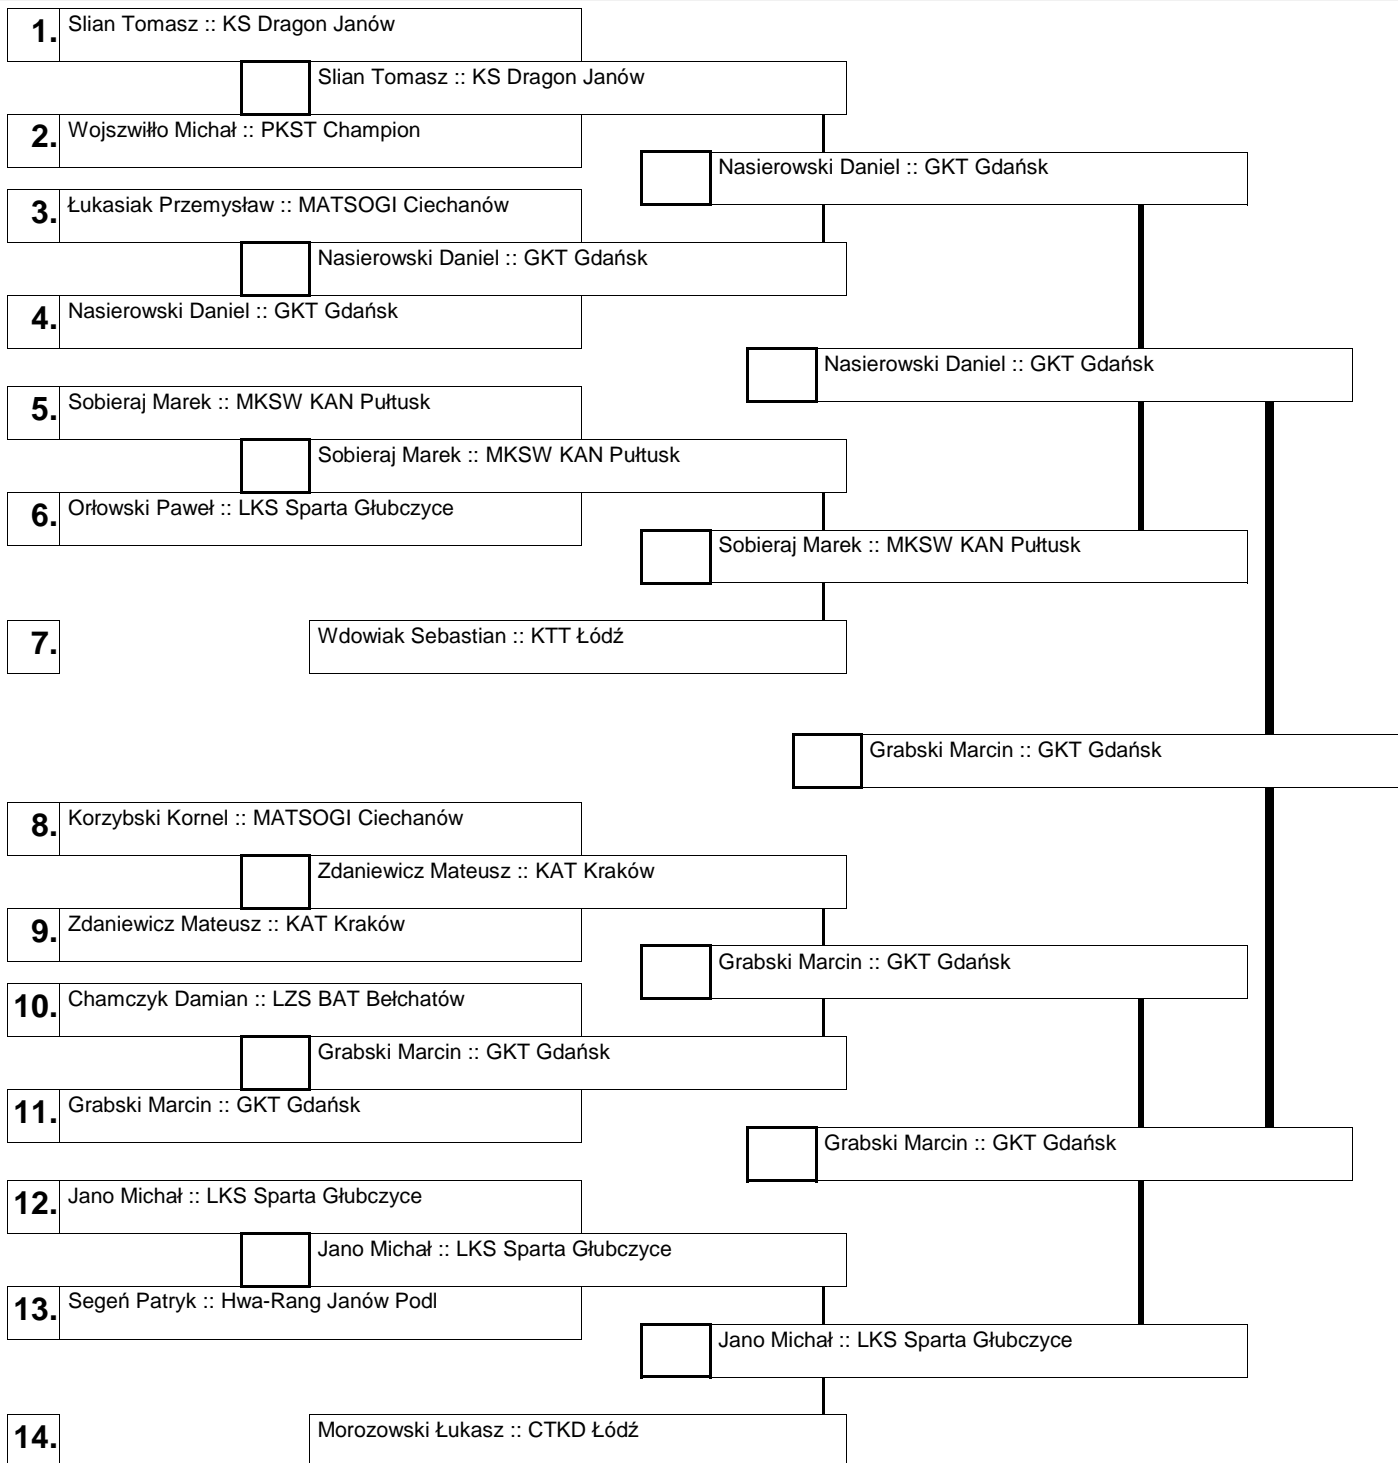 1. Slian Tomasz :: KS Dragon Janów
Slian Tomasz :: KS Dragon Janów
2. Wojszwiłło Michał :: PKST Champion
Nasierowski Daniel :: GKT Gdańsk
3. Łukasiak Przemysław :: MATSOGI Ciechanów
Nasierowski Daniel :: GKT Gdańsk
4. Nasierowski Daniel :: GKT Gdańsk
Nasierowski Daniel :: GKT Gdańsk
5. Sobieraj Marek :: MKSW KAN Pułtusk
Sobieraj Marek :: MKSW KAN Pułtusk
6. Orłowski Paweł :: LKS Sparta Głubczyce
Sobieraj Marek :: MKSW KAN Pułtusk
7. Wdowiak Sebastian :: KTT Łódź
Grabski Marcin :: GKT Gdańsk
8. Korzybski Kornel :: MATSOGI Ciechanów
Zdaniewicz Mateusz :: KAT Kraków
9. Zdaniewicz Mateusz :: KAT Kraków
Grabski Marcin :: GKT Gdańsk
10. Chamczyk Damian :: LZS BAT Bełchatów
Grabski Marcin :: GKT Gdańsk
11. Grabski Marcin :: GKT Gdańsk
Grabski Marcin :: GKT Gdańsk
12. Jano Michał :: LKS Sparta Głubczyce
Jano Michał :: LKS Sparta Głubczyce
13. Segeń Patryk :: Hwa-Rang Janów Podl
Jano Michał :: LKS Sparta Głubczyce
14. Morozowski Łukasz :: CTKD Łódź